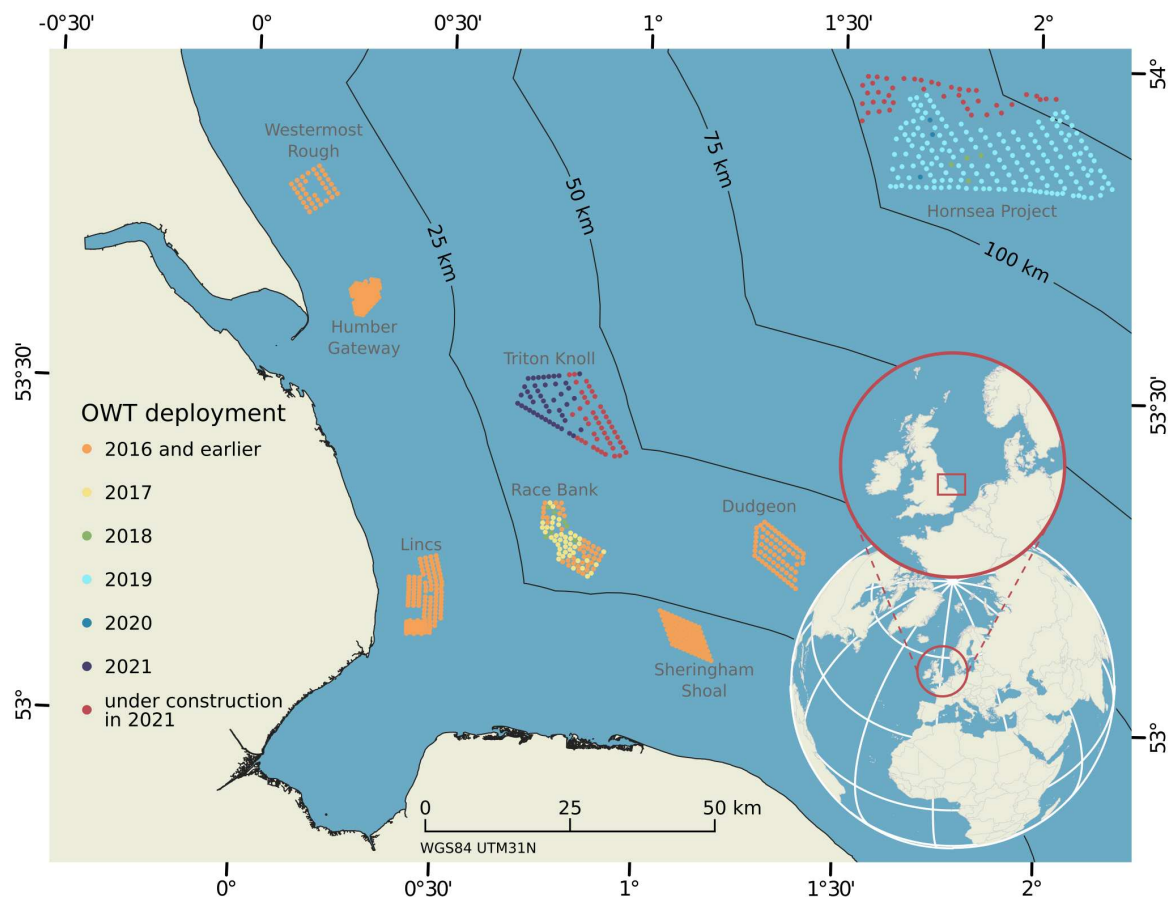 -0°30' 0° 0°30' 1° 1°30' 2°
54°
Westermost
Rough
75 km
50 km
Hornsea Project
25 km
100 km
Humber
Gateway
Triton Knoll
53°30'
53°30'
OWT deployment
2016 and earlier
2017
2018
2019
2020
2021
under construction
in 2021
Race Bank
Dudgeon
Lincs
Sheringham
Shoal
53°
53°
0 25 50 km
WGS84 UTM31N
0° 0°30' 1° 1°30' 2°